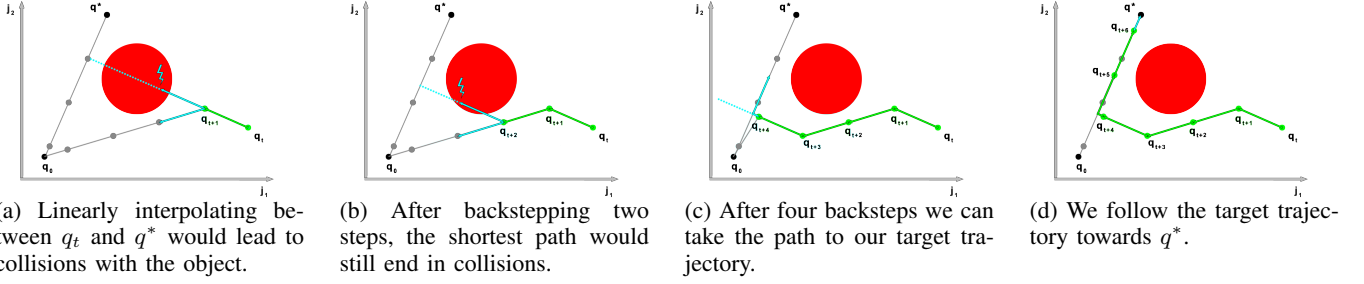 j₂
q*
q₀
q_{t+1}
q_t
j₁
j₂
q*
q₀
q_{t+2}
q_{t+1}
q_t
j₁
j₂
q*
q₀
q_{t+4}
q_{t+3}
q_{t+2}
q_{t+1}
q_t
j₁
j₂
q*
q_{t+6}
q_{t+5}
q_{t+4}
q₀
q_{t+3}
q_{t+2}
q_{t+1}
q_t
j₁
(a) Linearly interpolating be-
tween q_t and q* would lead to
collisions with the object.
(b) After backstepping two
steps, the shortest path would
still end in collisions.
(c) After four backsteps we can
take the path to our target tra-
jectory.
(d) We follow the target trajec-
tory towards q*.